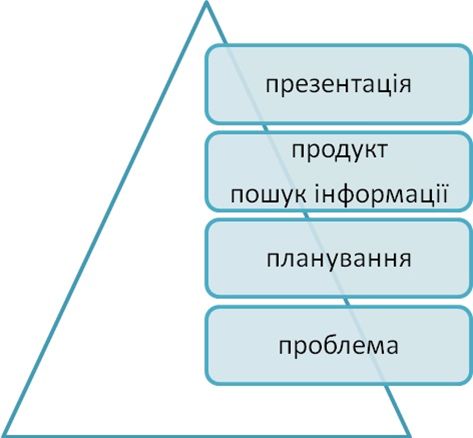 презентація
продукт
пошук інформації
планування
проблема